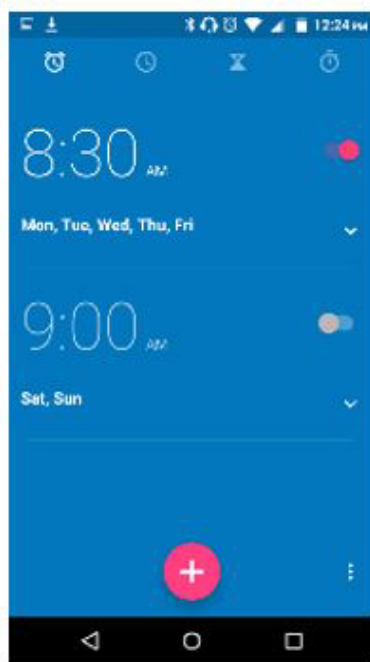 12:24 PM
8:30 AM
Mon, Tue, Wed, Thu, Fri
9:00 AM
Sat, Sun